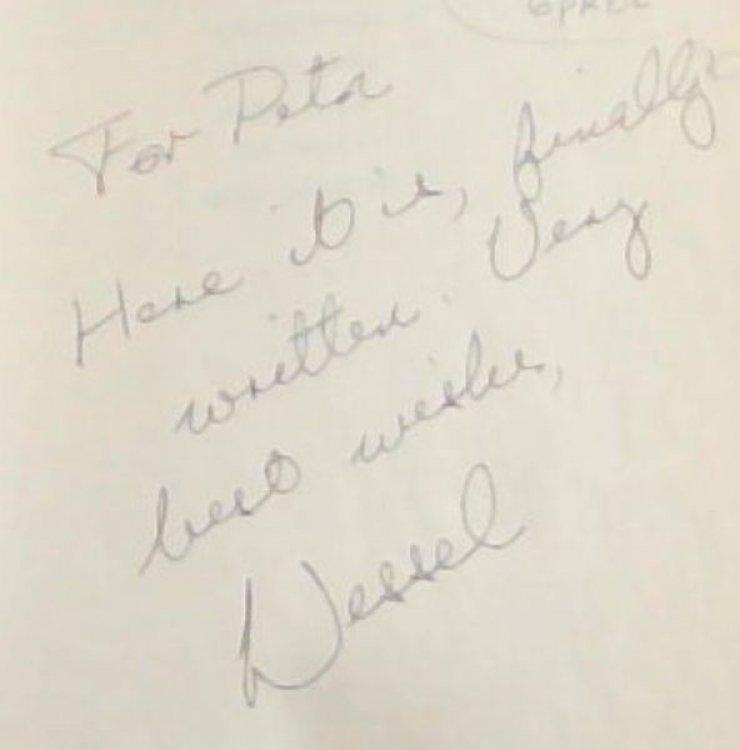 For Peta
Here it is, finally
written. Very
best wishes,
Wessel